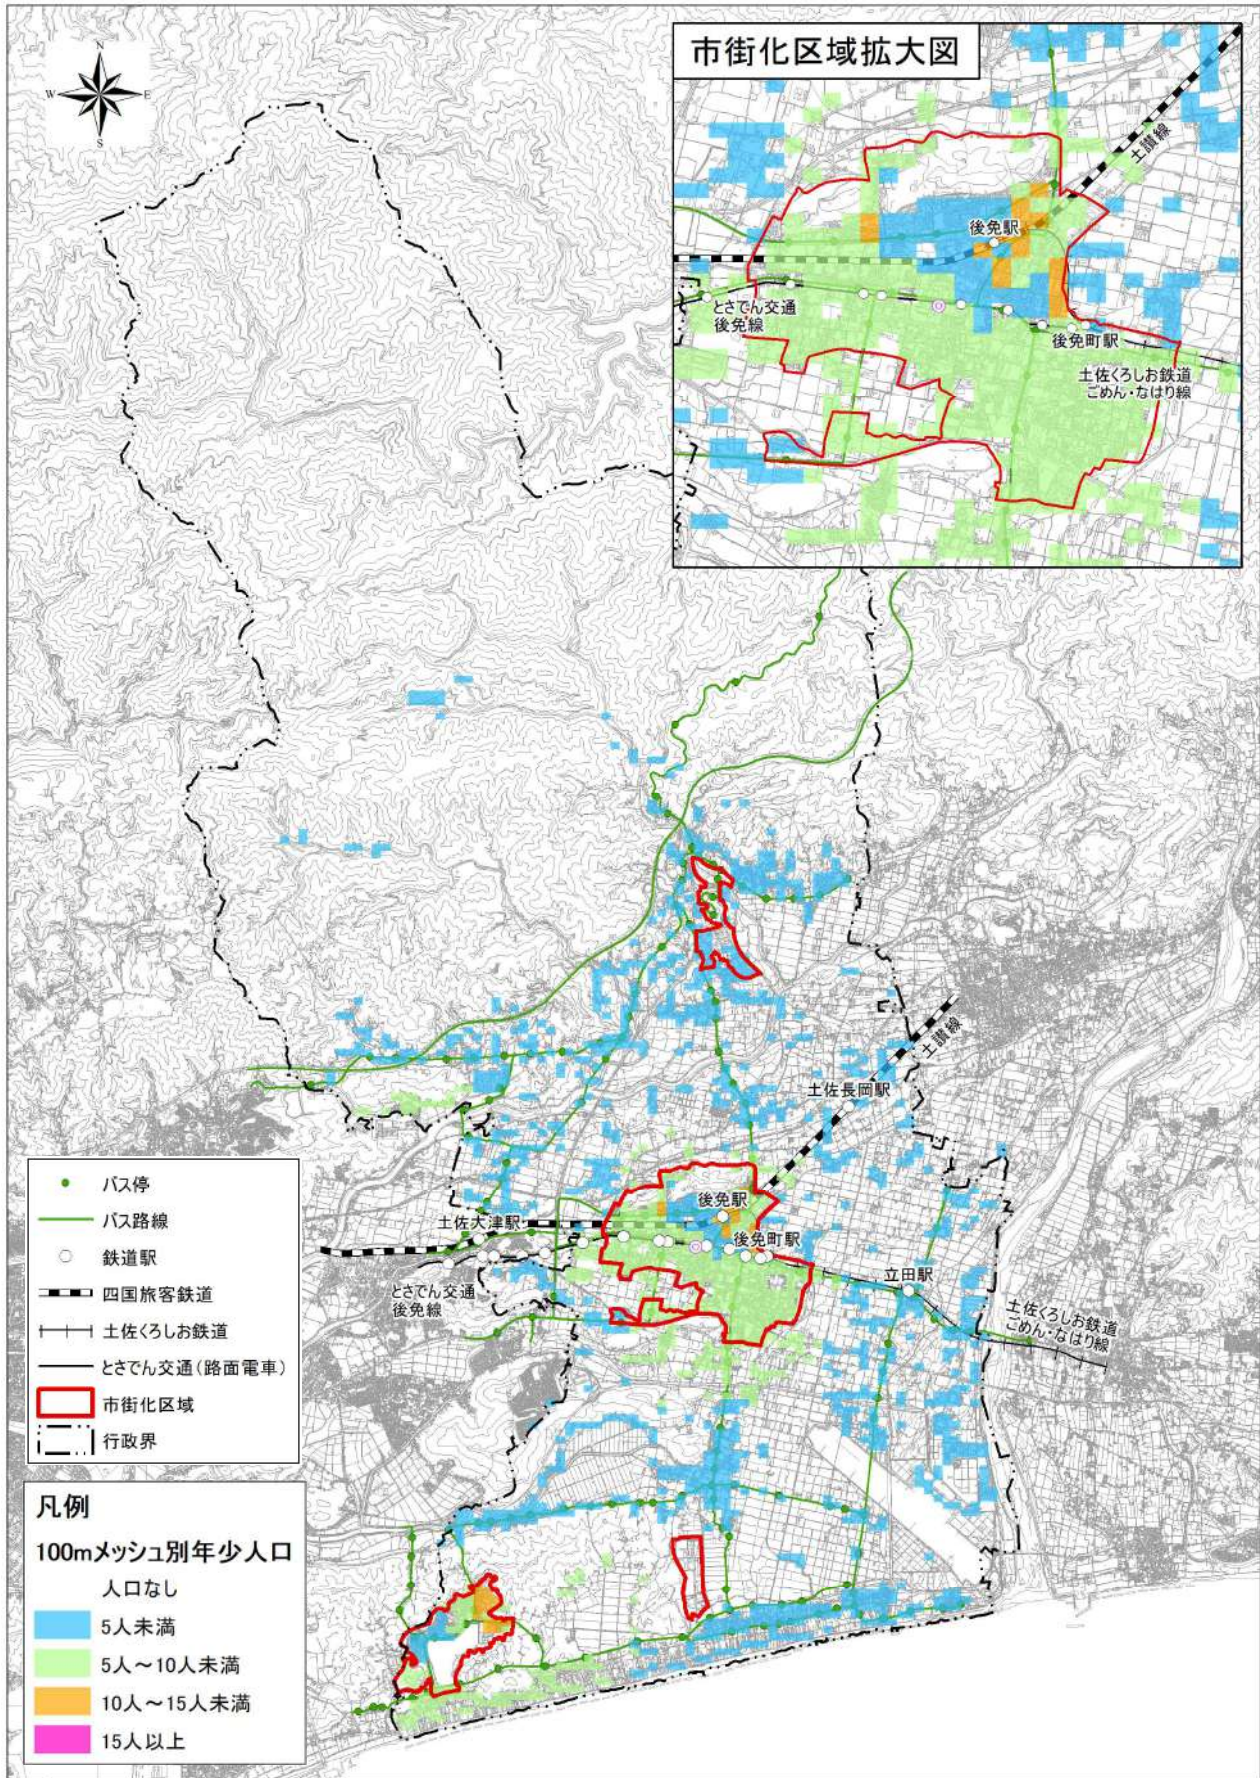 N
W
E
S
市街化区域拡大図
土讃線
後免駅
とさでん交通
後免線
後免町駅
土佐くろしお鉄道
ごめん・なはり線
土讃線
土佐長岡駅
後免駅
土佐大津駅
後免町駅
立田駅
とさでん交通
後免線
土佐くろしお鉄道
ごめん・なはり線
バス停
バス路線
鉄道駅
四国旅客鉄道
土佐くろしお鉄道
とさでん交通(路面電車)
市街化区域
行政界
凡例
100mメッシュ別年少人口
人口なし
5人未満
5人～10人未満
10人～15人未満
15人以上